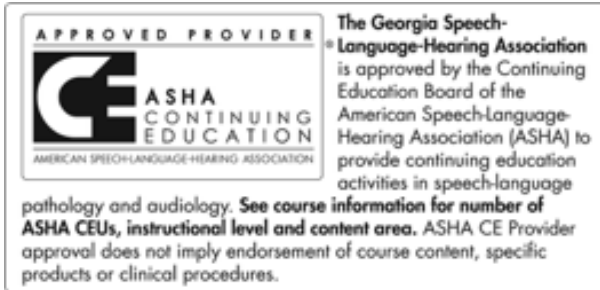 APPROVED PROVIDER
CE ASHA
CONTINUING
EDUCATION
AMERICAN SPEECH-LANGUAGE-HEARING ASSOCIATION
®
The Georgia Speech-
Language-Hearing Association
is approved by the Continuing
Education Board of the
American Speech-Language-
Hearing Association (ASHA) to
provide continuing education
activities in speech-language
pathology and audiology. See course information for number of
ASHA CEUs, instructional level and content area. ASHA CE Provider
approval does not imply endorsement of course content, specific
products or clinical procedures.